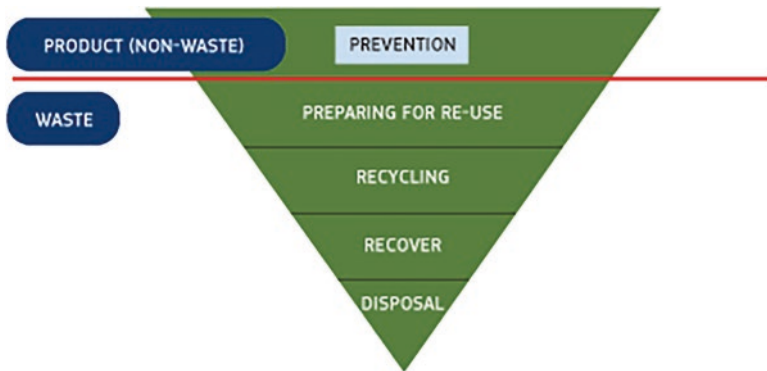 PRODUCT (NON-WASTE)
PREVENTION
WASTE
PREPARING FOR RE-USE
RECYCLING
RECOVER
DISPOSAL